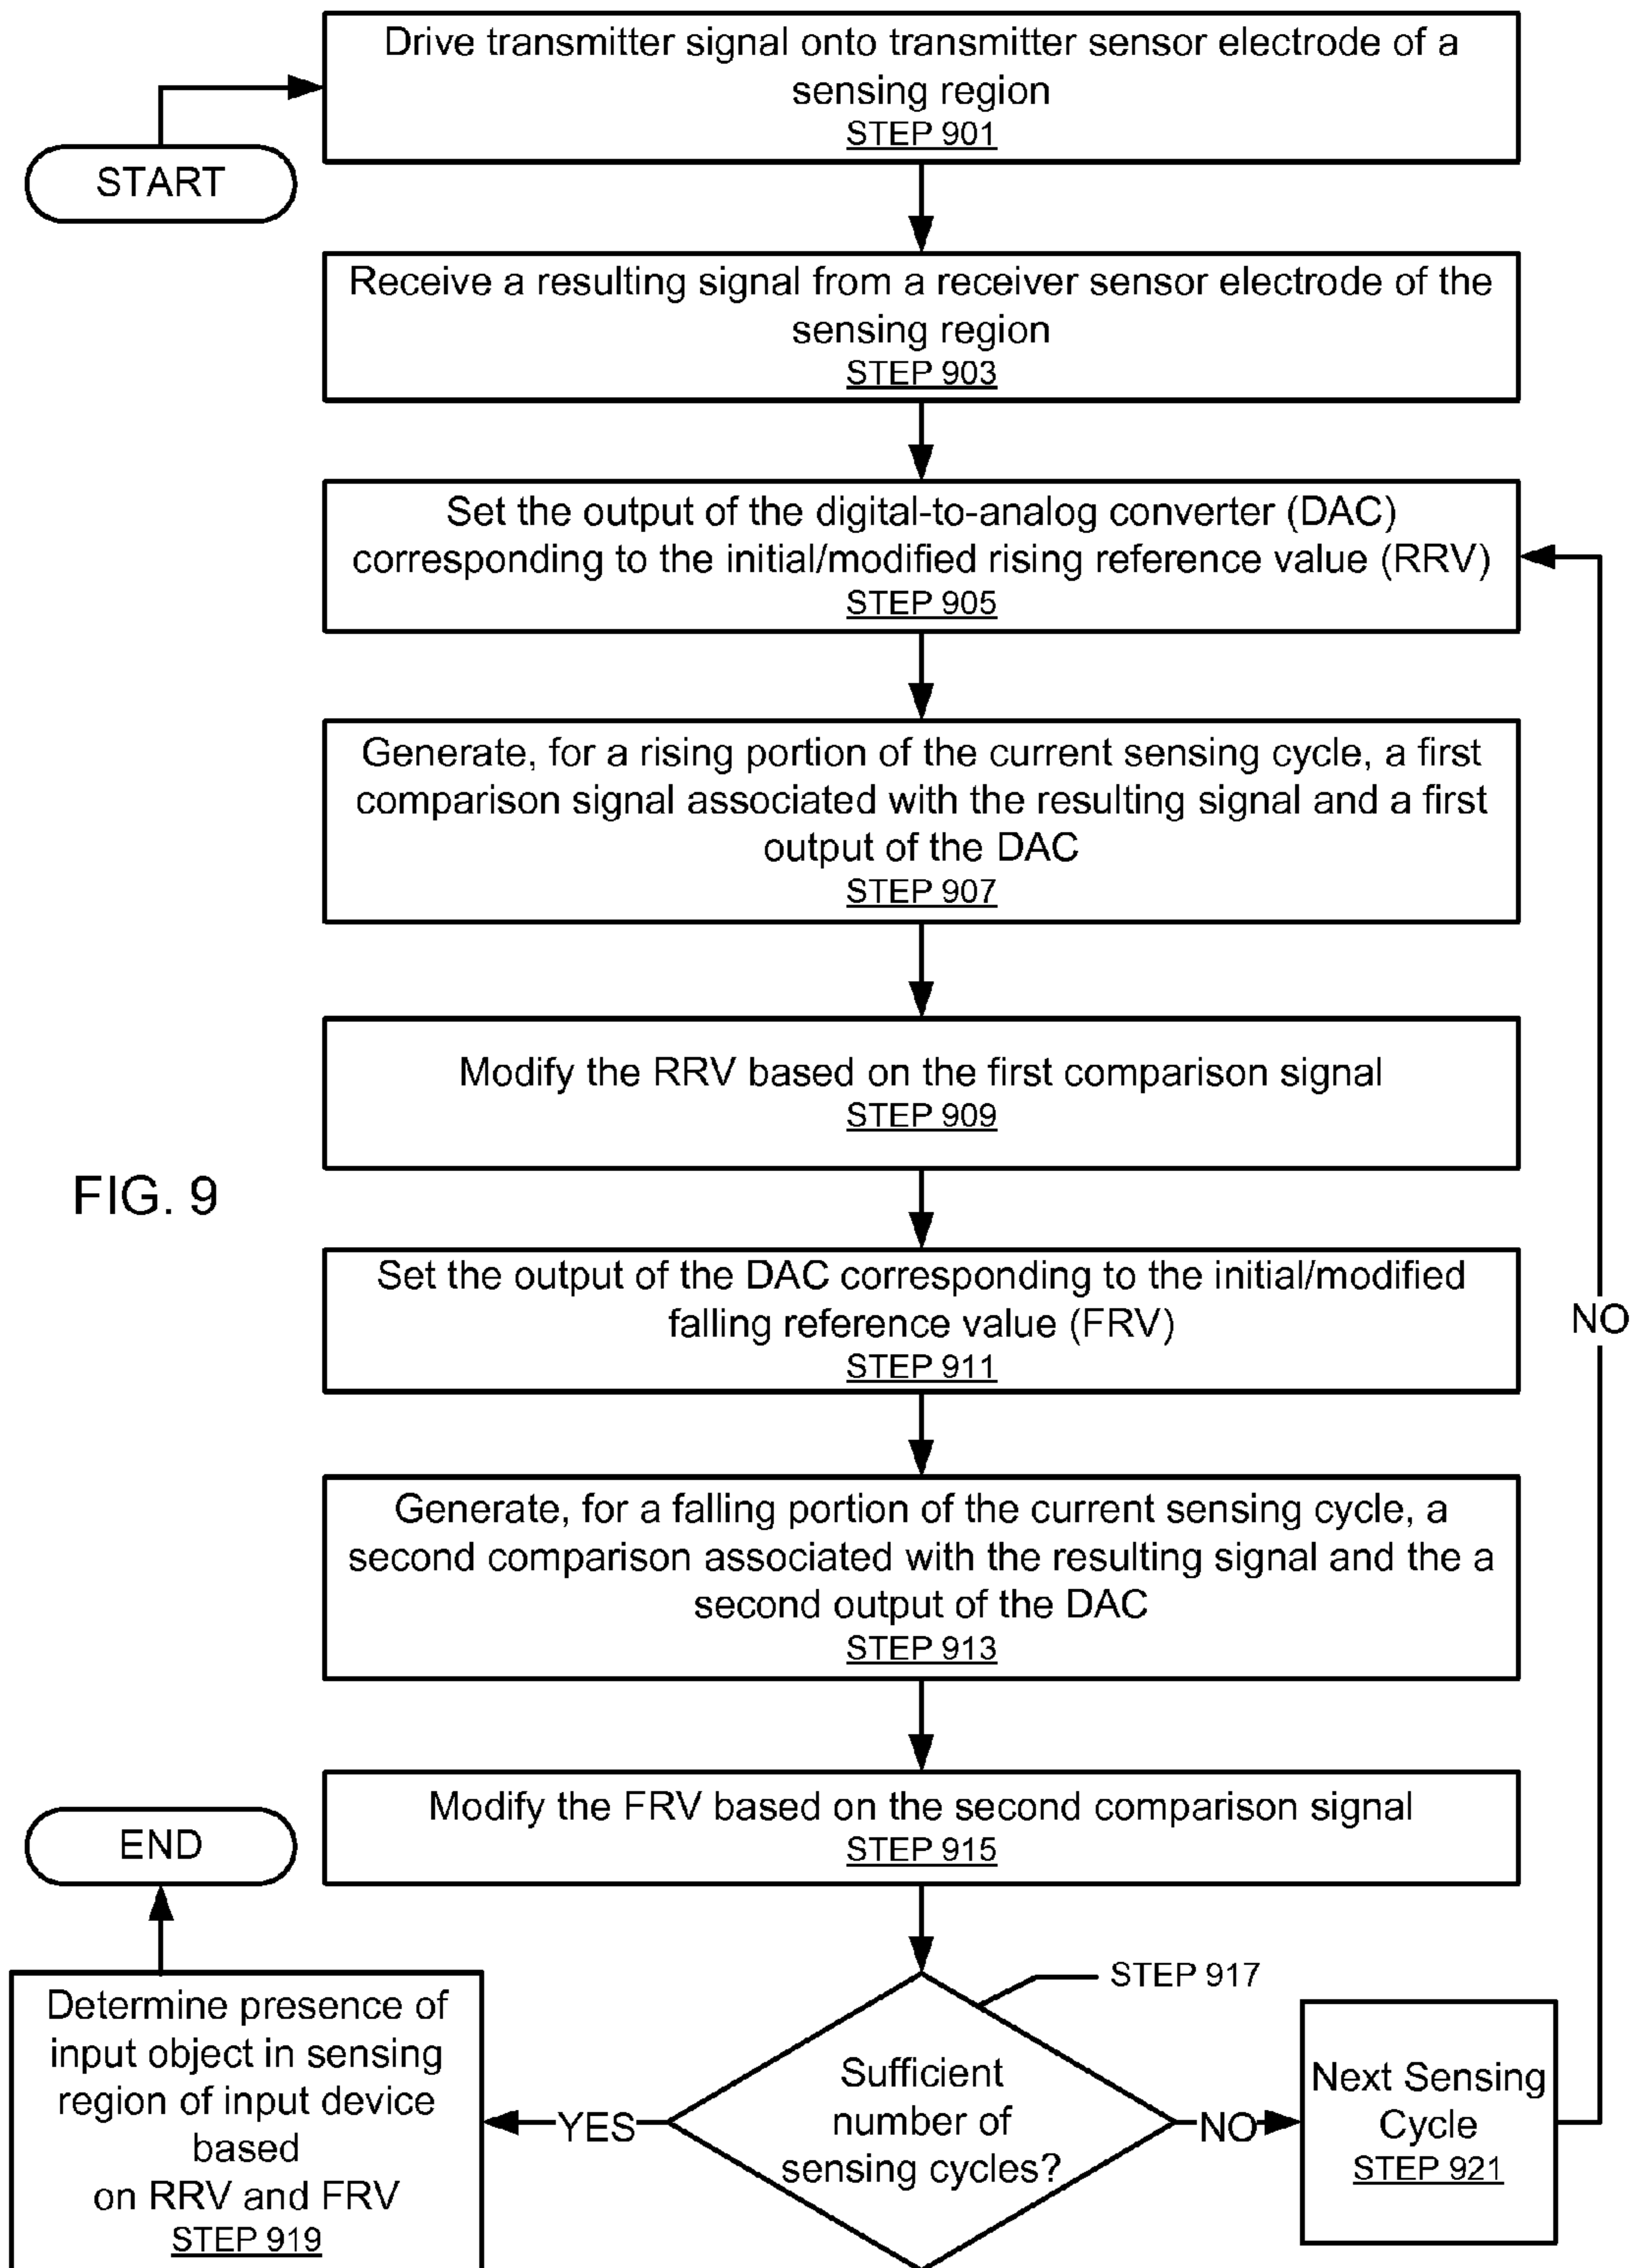 Drive transmitter signal onto transmitter sensor electrode of a
sensing region
STEP 901
START
Receive a resulting signal from a receiver sensor electrode of the
sensing region
STEP 903
Set the output of the digital-to-analog converter (DAC)
corresponding to the initial/modified rising reference value (RRV)
STEP 905
Generate, for a rising portion of the current sensing cycle, a first
comparison signal associated with the resulting signal and a first
output of the DAC
STEP 907
Modify the RRV based on the first comparison signal
STEP 909
FIG. 9
Set the output of the DAC corresponding to the initial/modified
falling reference value (FRV)
STEP 911
NO
Generate, for a falling portion of the current sensing cycle, a
second comparison associated with the resulting signal and the a
second output of the DAC
STEP 913
Modify the FRV based on the second comparison signal
STEP 915
END
STEP 917
Sufficient
number of
sensing cycles?
YES
NO
Determine presence of
input object in sensing
region of input device
based
on RRV and FRV
STEP 919
Next Sensing
Cycle
STEP 921